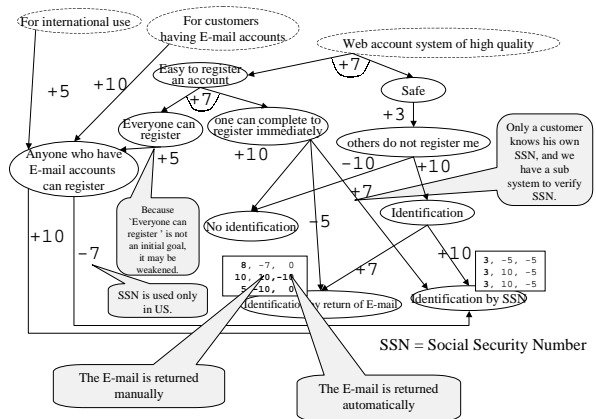 For international use
For customers
having E-mail accounts
Web account system of high quality
+7
Easy to register
an account
Safe
+5
+10
+7
+3
Everyone can
register
one can complete to
register immediately
others do not register me
Only a customer
knows his own
SSN, and we
have a sub
system to verify
SSN.
Anyone who have
E-mail accounts
can register
+5
+10
-10
+10
+7
Because
`Everyone can
register ' is not
an initial goal,
it may be
weakened.
No identification
Identification
-5
+10
-7
+7
+10
SSN is used only
in US.
8, -7, 0
10, 10, -10
5 -10, 0
3, -5, -5
3, 10, -5
3, 10, -5
Identification by return of E-mail
Identification by SSN
SSN = Social Security Number
The E-mail is returned
manually
The E-mail is returned
automatically